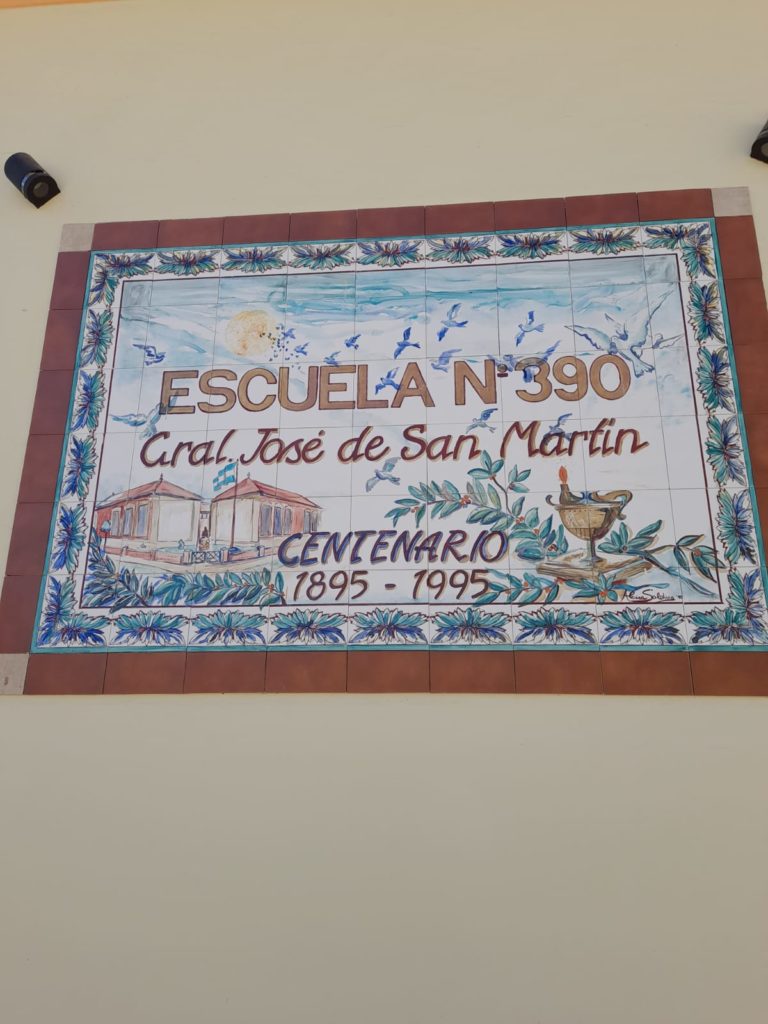 ESCUELA N° 390
Gral. José de San Martín
CENTENARIO
1895 - 1995